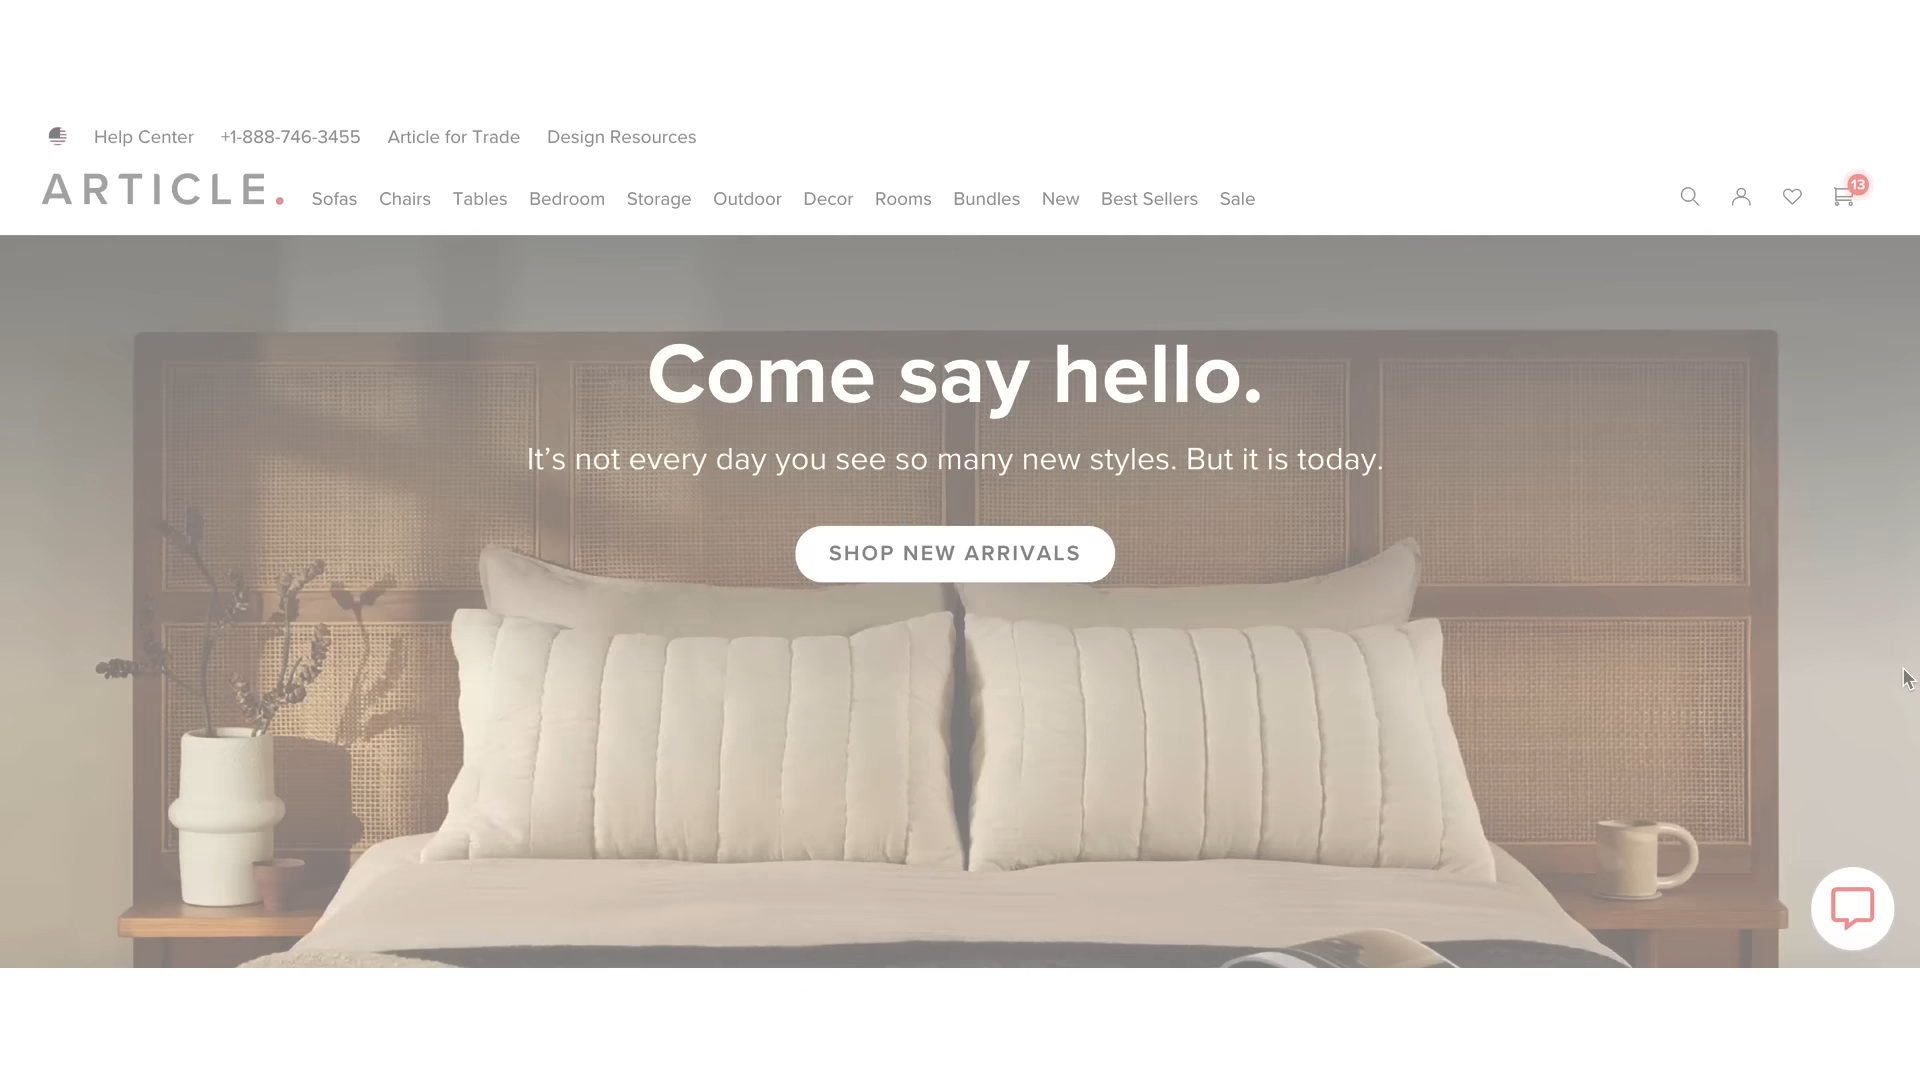 Help Center +1-888-746-3455 Article for Trade Design Resources
ARTICLE. Sofas Chairs Tables Bedroom Storage Outdoor Decor Rooms Bundles New Best Sellers Sale 13
Come say hello.
It's not every day you see so many new styles. But it is today.
SHOP NEW ARRIVALS